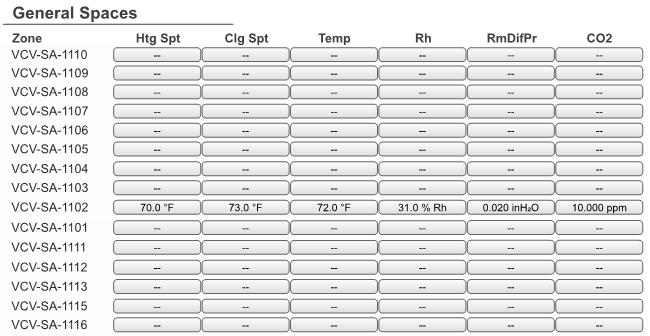 General Spaces
Zone Htg Spt Clg Spt Temp Rh RmDifPr CO2
VCV-SA-1110 -- -- -- -- -- --
VCV-SA-1109 -- -- -- -- -- --
VCV-SA-1108 -- -- -- -- -- --
VCV-SA-1107 -- -- -- -- -- --
VCV-SA-1106 -- -- -- -- -- --
VCV-SA-1105 -- -- -- -- -- --
VCV-SA-1104 -- -- -- -- -- --
VCV-SA-1103 -- -- -- -- -- --
VCV-SA-1102 70.0 °F 73.0 °F 72.0 °F 31.0 % Rh 0.020 inH₂O 10.000 ppm
VCV-SA-1101 -- -- -- -- -- --
VCV-SA-1111 -- -- -- -- -- --
VCV-SA-1112 -- -- -- -- -- --
VCV-SA-1113 -- -- -- -- -- --
VCV-SA-1115 -- -- -- -- -- --
VCV-SA-1116 -- -- -- -- -- --